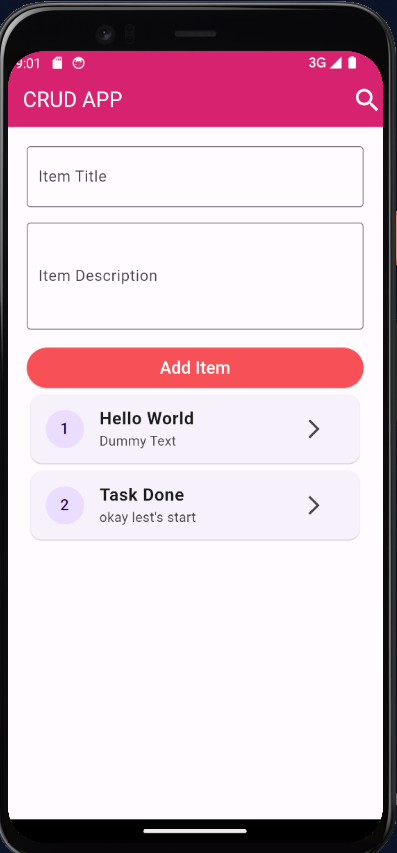 9:01
3G
CRUD APP
Item Title
Item Description
Add Item
1
Hello World
Dummy Text
2
Task Done
okay lest's start